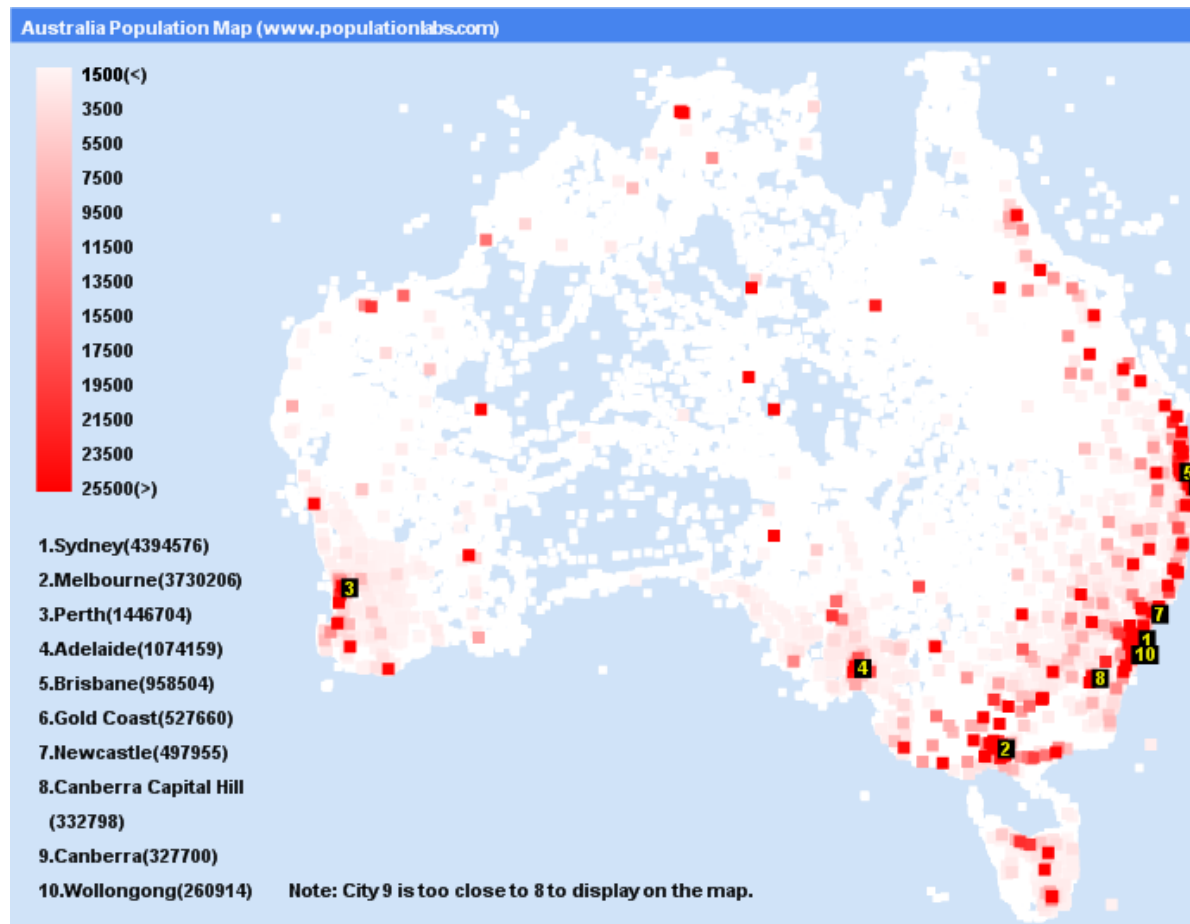 Australia Population Map (www.populationlabs.com)
1500(<)
3500
5500
7500
9500
11500
13500
15500
17500
19500
21500
23500
25500(>)
1.Sydney(4394576)
2.Melbourne(3730206)
3.Perth(1446704)
4.Adelaide(1074159)
5.Brisbane(958504)
6.Gold Coast(527660)
7.Newcastle(497955)
8.Canberra Capital Hill
(332798)
9.Canberra(327700)
10.Wollongong(260914)
Note: City 9 is too close to 8 to display on the map.
5
3
7
1
10
4
8
2